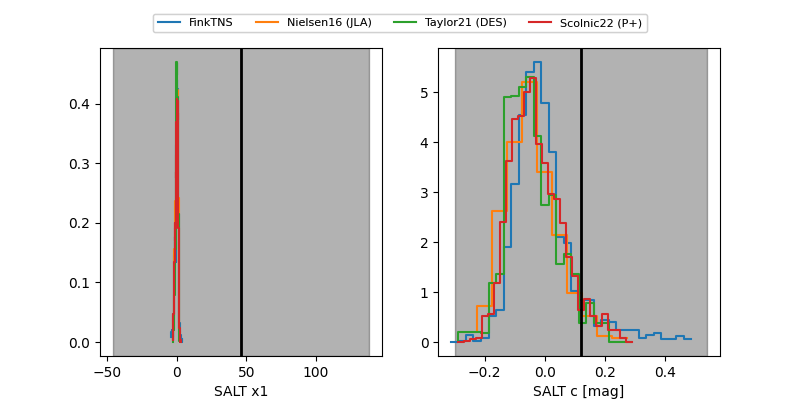 FinkTNS Nielsen16 (JLA) Taylor21 (DES) Scolnic22 (P+)
0.4
0.3
0.2
0.1
0.0
−50 0 50 100
SALT x1
5
4
3
2
1
0
−0.2 0.0 0.2 0.4
SALT c [mag]